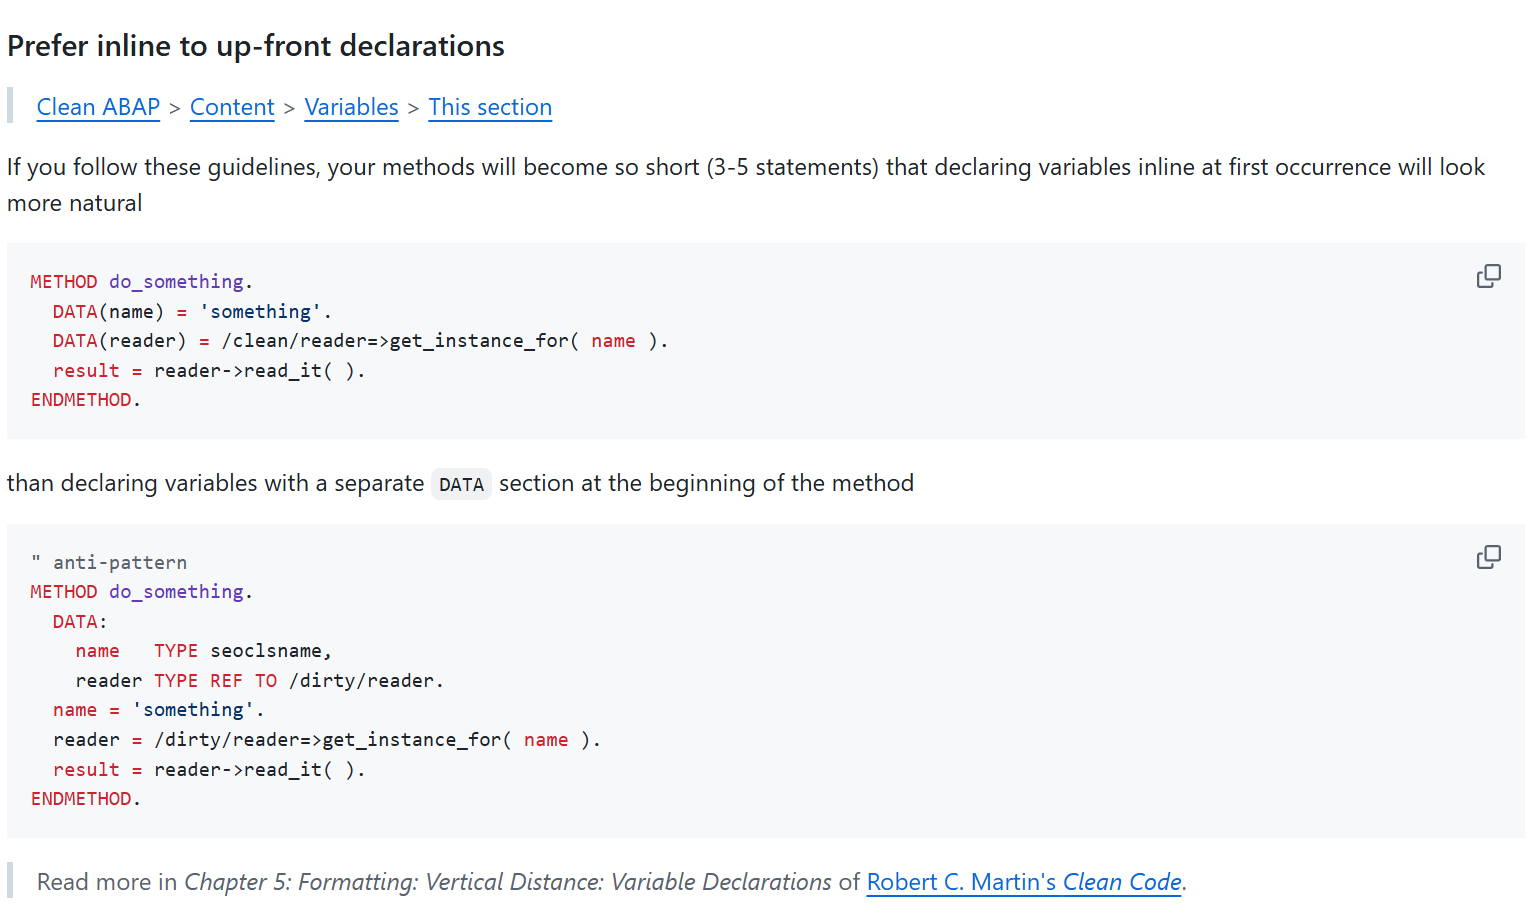 Prefer inline to up-front declarations
Clean ABAP > Content > Variables > This section
If you follow these guidelines, your methods will become so short (3-5 statements) that declaring variables inline at first occurrence will look
more natural
METHOD do_something.
  DATA(name) = 'something'.
  DATA(reader) = /clean/reader=>get_instance_for( name ).
  result = reader->read_it( ).
ENDMETHOD.
than declaring variables with a separate DATA section at the beginning of the method
" anti-pattern
METHOD do_something.
  DATA:
    name   TYPE seoclsname,
    reader TYPE REF TO /dirty/reader.
  name = 'something'.
  reader = /dirty/reader=>get_instance_for( name ).
  result = reader->read_it( ).
ENDMETHOD.
Read more in Chapter 5: Formatting: Vertical Distance: Variable Declarations of Robert C. Martin's Clean Code.